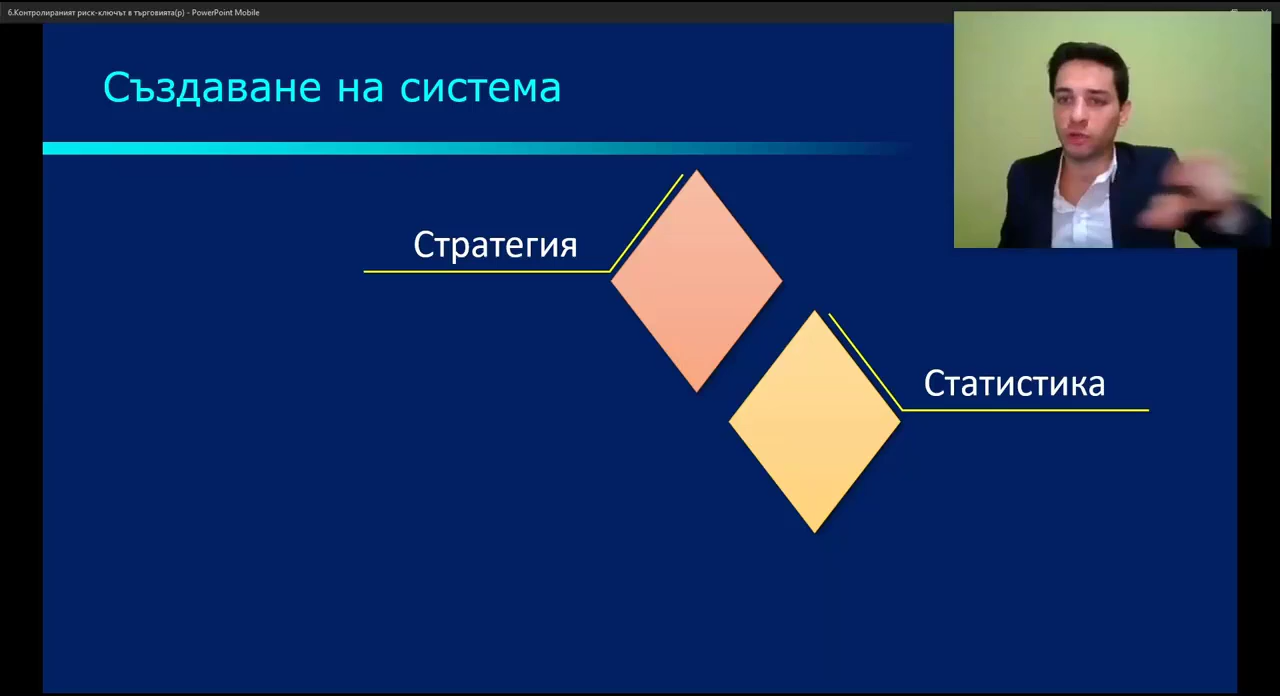 6.Контролираният риск-ключът в търговията(р) - PowerPoint Mobile
Създаване на система
Стратегия
Статистика